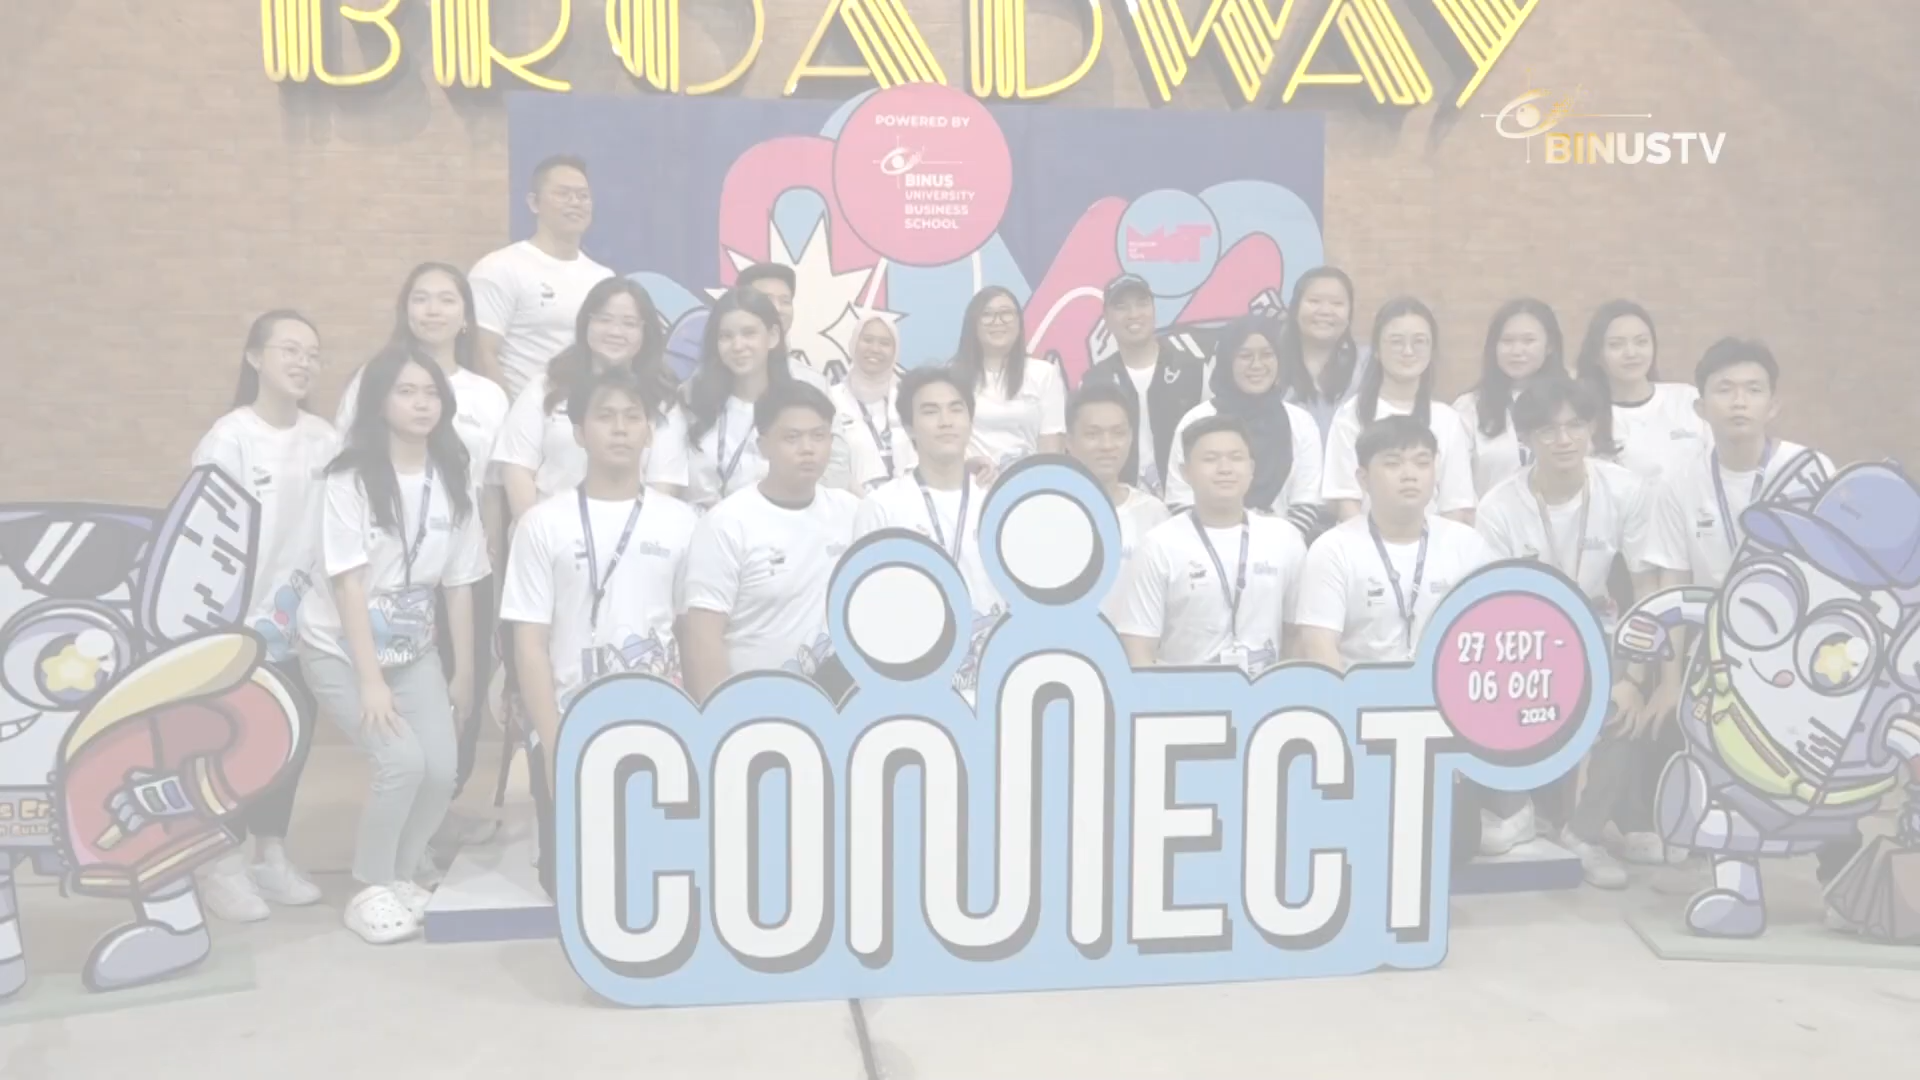 BROADWAY
BINUSTV
POWERED BY
BINUS
UNIVERSITY
BUSINESS
SCHOOL
CONNECT
27 SEPT -
06 OCT
2024